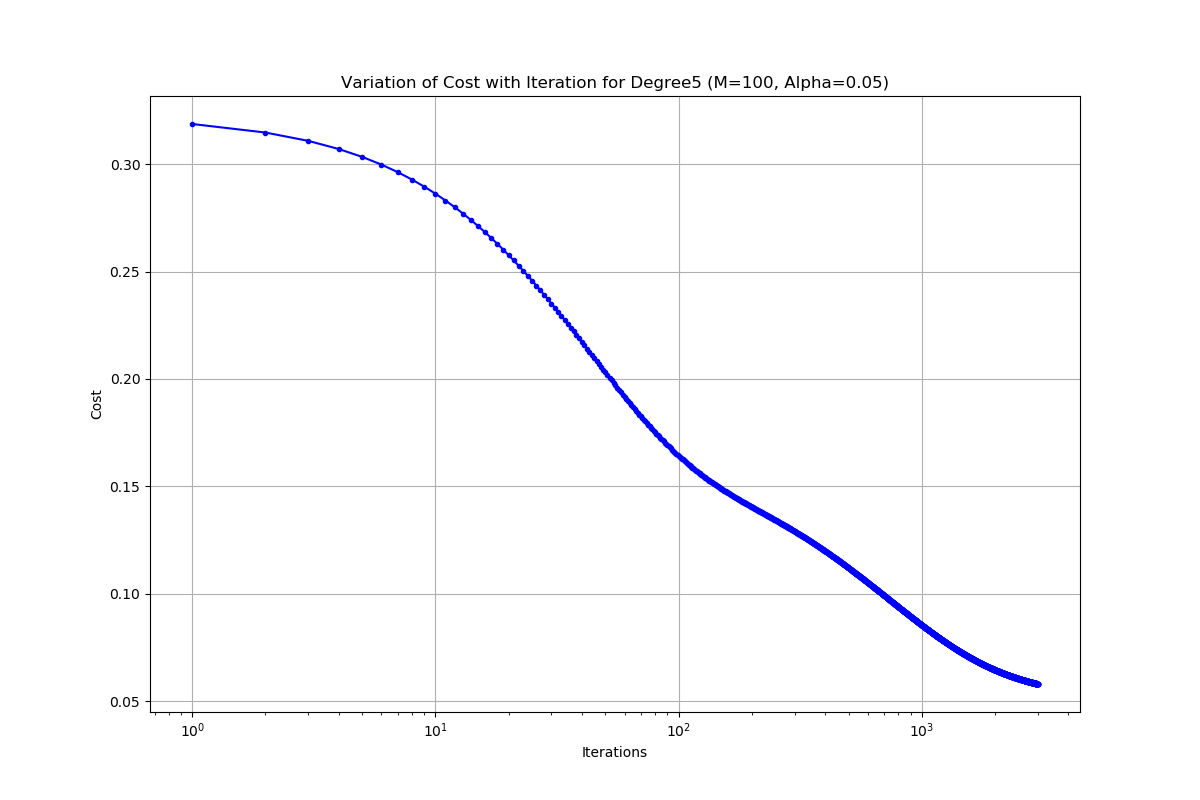 Variation of Cost with Iteration for Degree5 (M=100, Alpha=0.05)
Cost
0.30
0.25
0.20
0.15
0.10
0.05
10⁰ 10¹ 10² 10³
Iterations